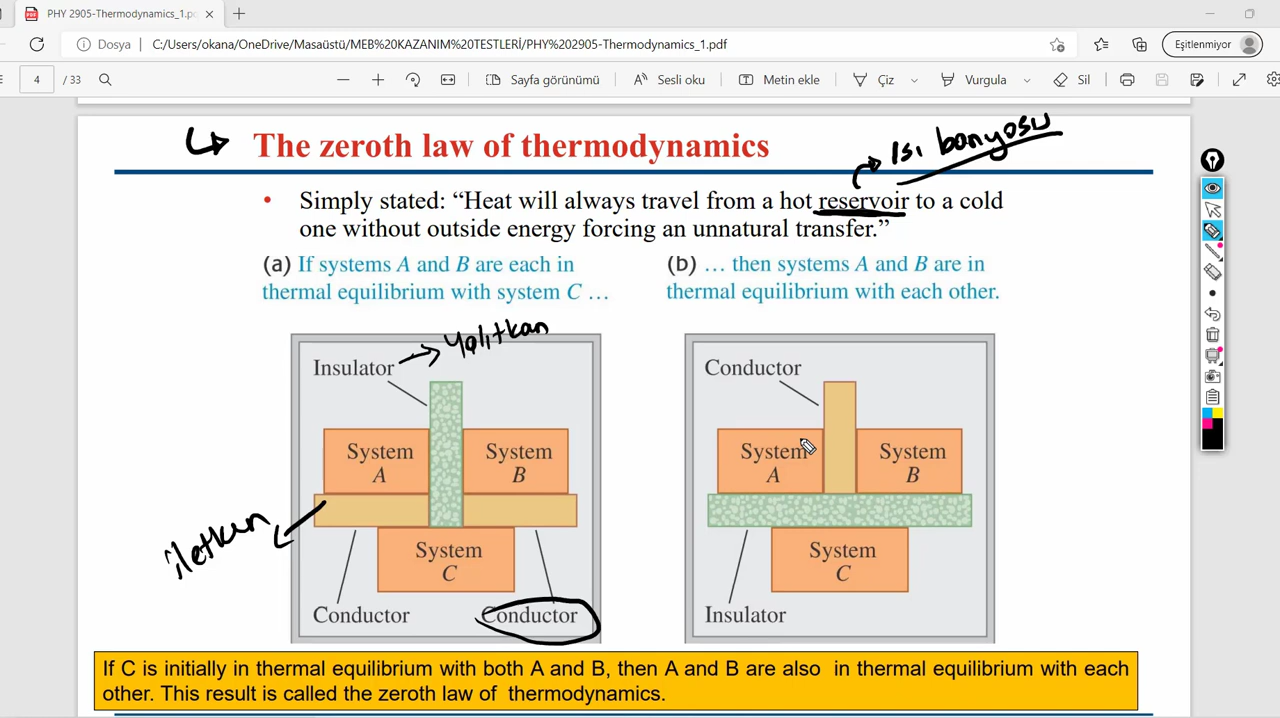 PHY 2905-Thermodynamics_1.pd
Dosya
C:/Users/okana/OneDrive/Masaüstü/MEB%20KAZANIM%20TESTLERİ/PHY%202905-Thermodynamics_1.pdf
Eşitlenmiyor
4 / 33
Sayfa görünümü
Sesli oku
Metin ekle
Çiz
Vurgula
Sil
The zeroth law of thermodynamics
Isı banyosu
• Simply stated: “Heat will always travel from a hot reservoir to a cold
one without outside energy forcing an unnatural transfer.”
(a) If systems A and B are each in
thermal equilibrium with system C …
(b) … then systems A and B are in
thermal equilibrium with each other.
Insulator
Yalıtkan
System
A
System
B
iletken
System
C
Conductor
Conductor
Conductor
System
A
System
B
System
C
Insulator
If C is initially in thermal equilibrium with both A and B, then A and B are also in thermal equilibrium with each
other. This result is called the zeroth law of thermodynamics.